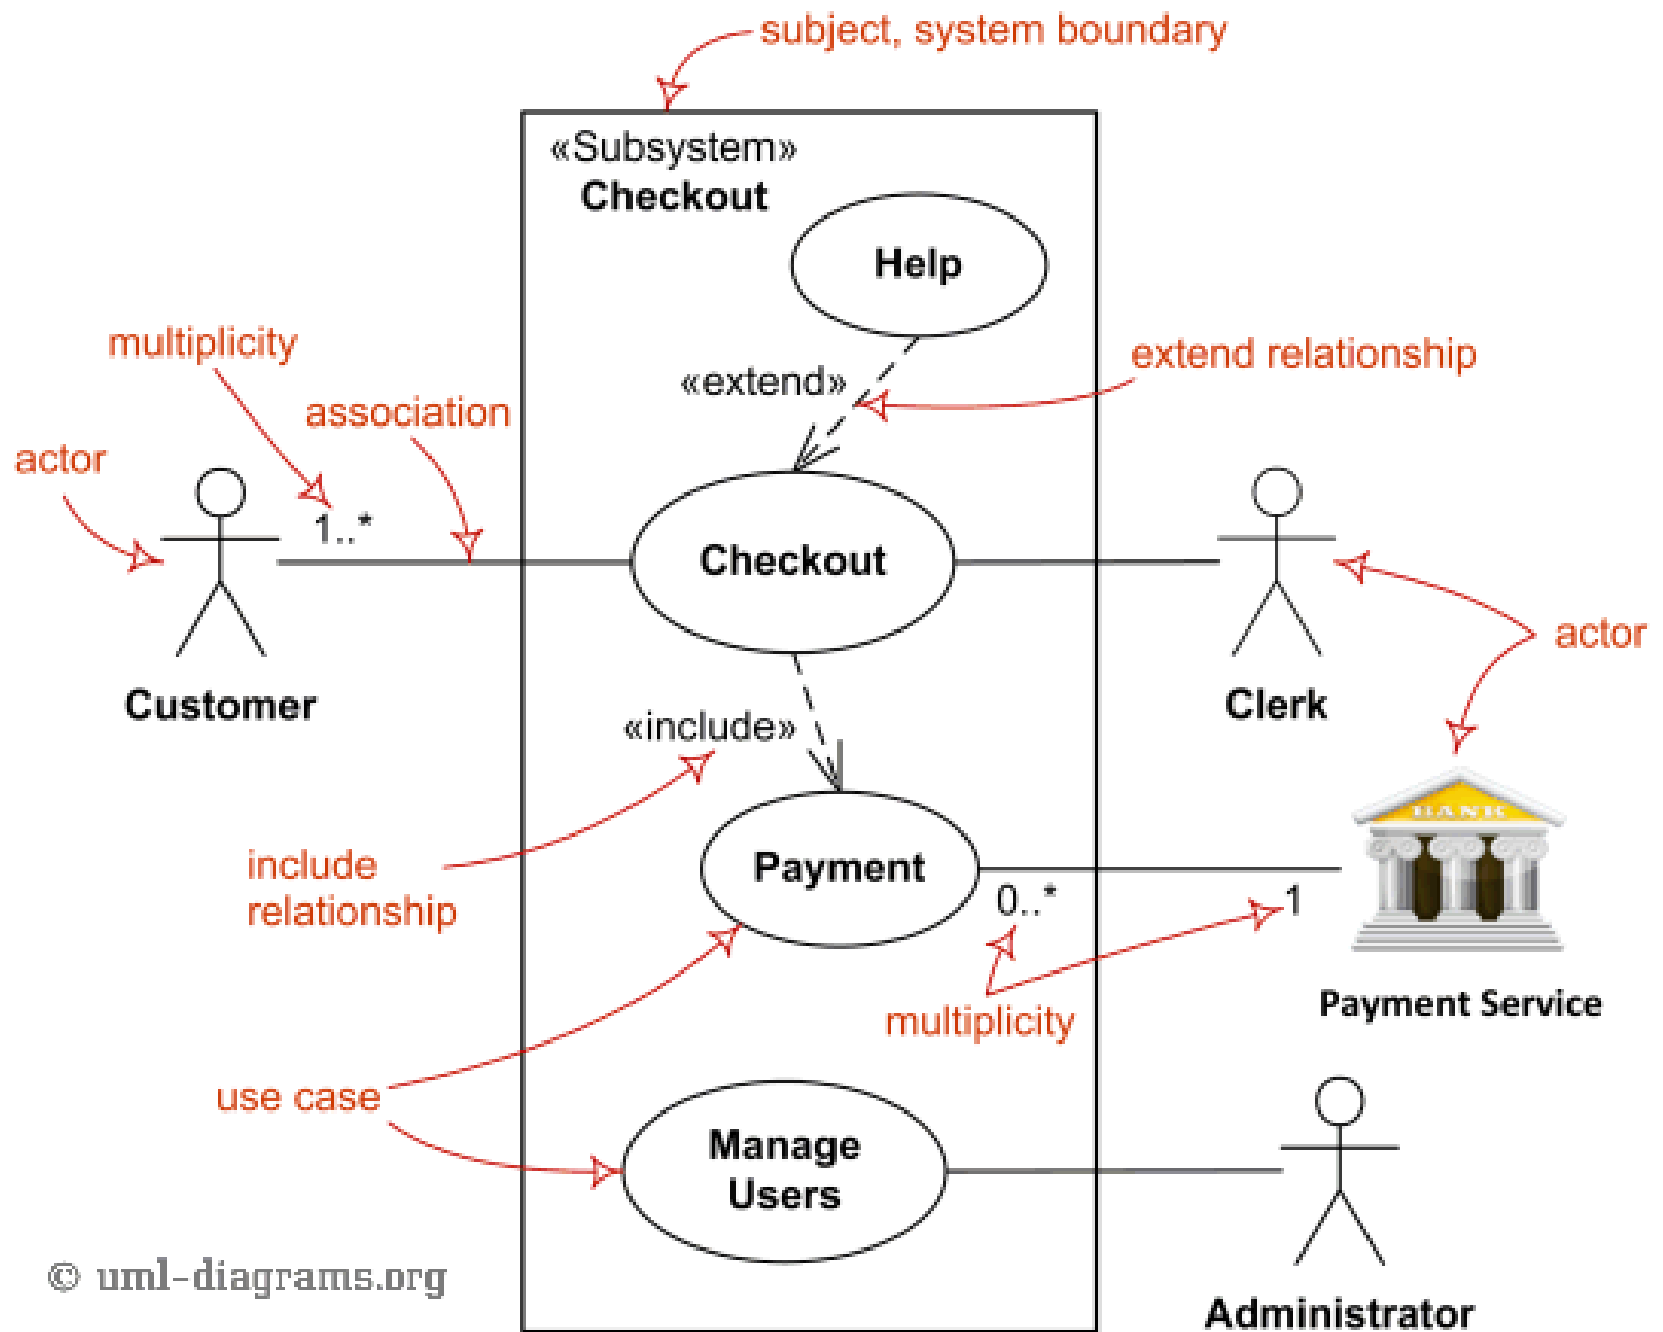 subject, system boundary
«Subsystem»
Checkout
Help
multiplicity
extend relationship
«extend»
association
actor
1..*
Checkout
actor
Customer
Clerk
«include»
BANK
include
relationship
Payment
0..*
1
Payment Service
multiplicity
use case
Manage
Users
© uml-diagrams.org
Administrator